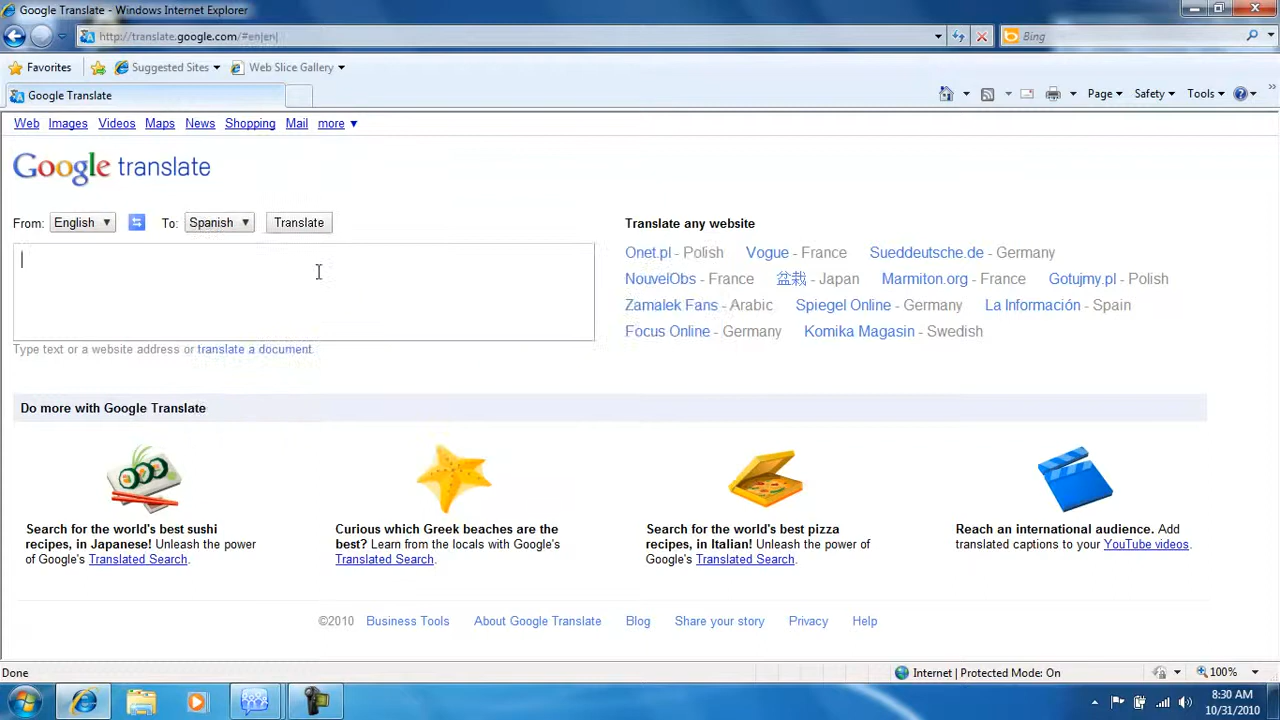 Google Translate - Windows Internet Explorer
http://translate.google.com/#en|en|
Bing
Favorites Suggested Sites Web Slice Gallery
Google Translate
Page Safety Tools
Web Images Videos Maps News Shopping Mail more
Google translate
From: English To: Spanish Translate
Type text or a website address or translate a document.
Translate any website
Onet.pl - Polish Vogue - France Sueddeutsche.de - Germany
NouvelObs - France 盆栽 - Japan Marmiton.org - France Gotujmy.pl - Polish
Zamalek Fans - Arabic Spiegel Online - Germany La Información - Spain
Focus Online - Germany Komika Magasin - Swedish
Do more with Google Translate
Search for the world's best sushi
recipes, in Japanese! Unleash the power
of Google's Translated Search.
Curious which Greek beaches are the
best? Learn from the locals with Google's
Translated Search.
Search for the world's best pizza
recipes, in Italian! Unleash the power of
Google's Translated Search.
Reach an international audience. Add
translated captions to your YouTube videos.
©2010 Business Tools About Google Translate Blog Share your story Privacy Help
Done Internet | Protected Mode: On 100%
8:30 AM
10/31/2010